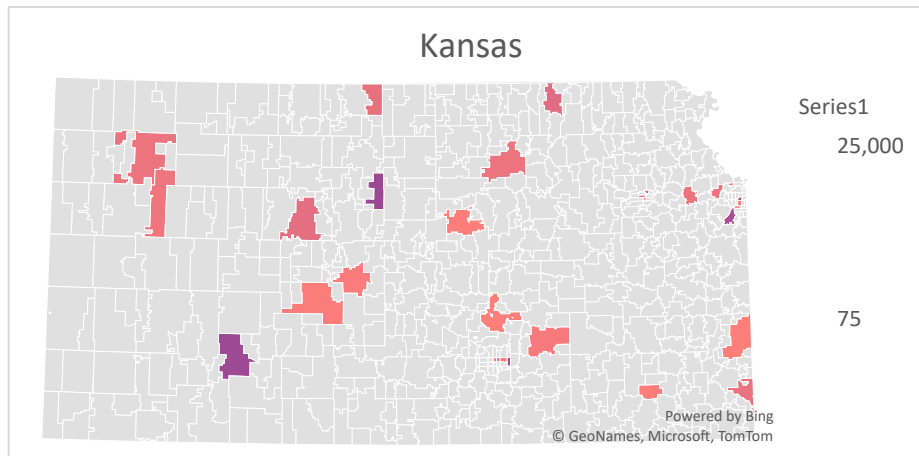 Kansas
Series1
25,000
75
Powered by Bing
© GeoNames, Microsoft, TomTom